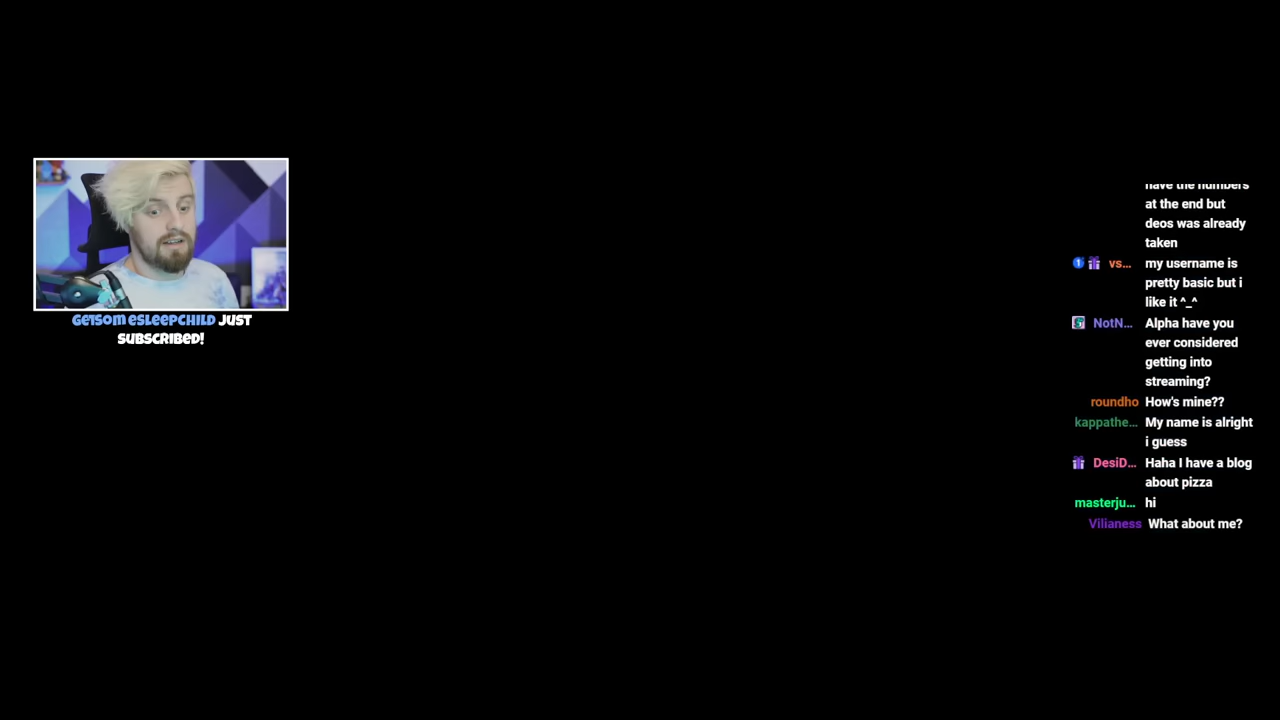 GETSOMESLEEPCHILD JUST
SUBSCRIBED!
have the numbers
at the end but
deos was already
taken
vs... my username is
pretty basic but i
like it ^_^
NotN... Alpha have you
ever considered
getting into
streaming?
roundho How's mine??
kappathe... My name is alright
i guess
DesiD... Haha I have a blog
about pizza
masterju... hi
Vilianess What about me?